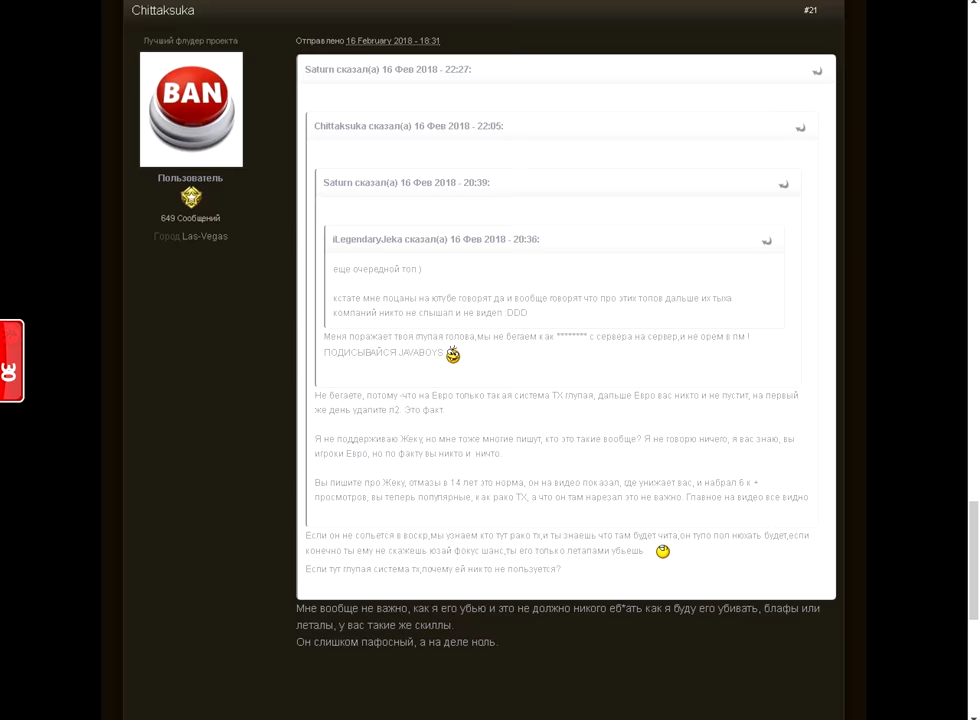 Chittaksuka
#21
Лучший флудер проекта
BAN
Пользователь
649 Сообщений
Город Las-Vegas
Отправлено 16 February 2018 - 18:31
Saturn сказал(а) 16 Фев 2018 - 22:27:
Chittaksuka сказал(а) 16 Фев 2018 - 22:05:
Saturn сказал(а) 16 Фев 2018 - 20:39:
iLegendaryJeka сказал(а) 16 Фев 2018 - 20:36:
еще очередной топ )
кстате мне поцаны на ютубе говорят да и вообще говорят что про этих топов дальше их тыха
компаний никто не слышал и не видел :DDD
Меня поражает твоя глупая голова,мы не бегаем как ******** с сервера на сервер,и не орём в пм !
ПОДИСЫВАЙСЯ JAVABOYS
Не бегаете, потому -что на Евро только такая система ТХ глупая, дальше Евро вас никто и не пустит, на первый
же день удалите л2. Это факт.
Я не поддерживаю Жеку, но мне тоже многие пишут, кто это такие вообще? Я не говорю ничего, я вас знаю, вы
игроки Евро, но по факту вы никто и  ничто.
Вы пишите про Жеку, отмазы в 14 лет это норма, он на видео показал, где унижает вас, и набрал 6 к +
просмотров, вы теперь популярные, как рако ТХ, а что он там нарезал это не важно. Главное на видео все видно
Если он не сольется в воскр,мы узнаем кто тут рако тх,и ты знаешь что там будет чита,он тупо пол нюхать будет,если
конечно ты ему не скажешь юзай фокус шанс,ты его только леталами убьешь
Если тут глупая система тх,почему ей никто не пользуется?
Мне вообще не важно, как я его убью и это не должно никого еб*ать как я буду его убивать, блафы или
леталы, у вас такие же скиллы.
Он слишком пафосный, а на деле ноль.